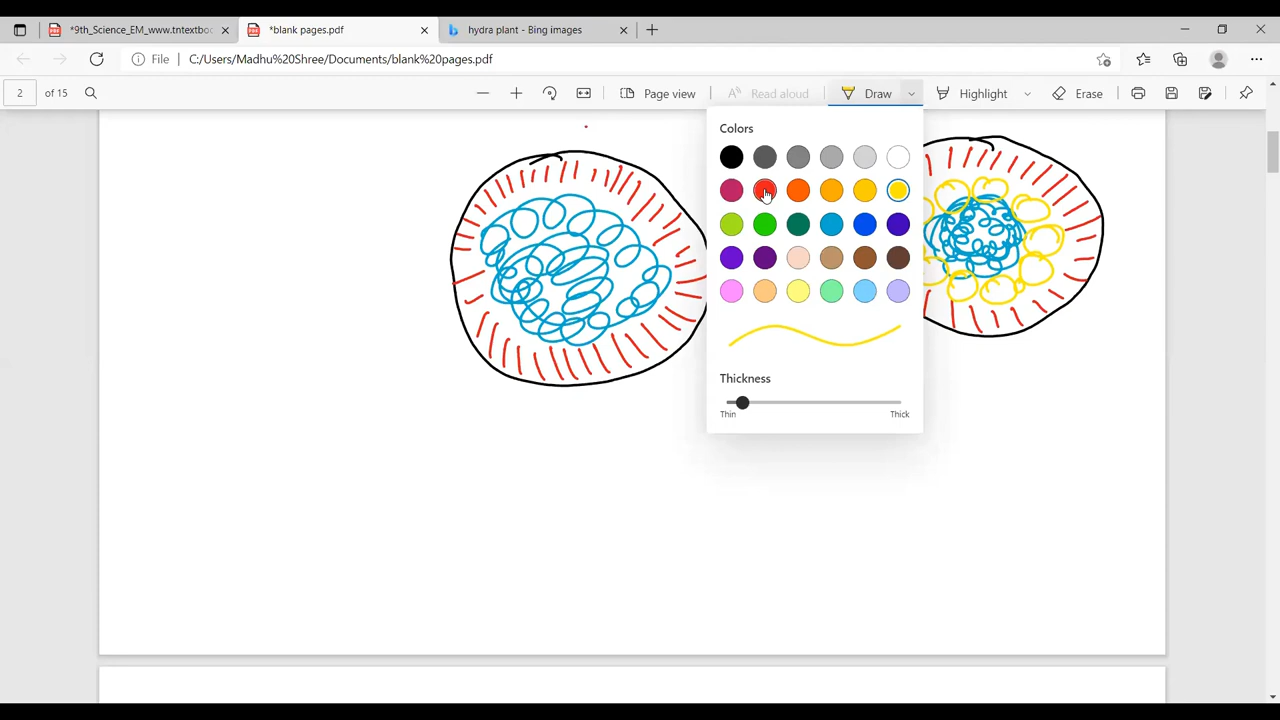 *9th_Science_EM_www.tntextboo
*blank pages.pdf
hydra plant - Bing images
File
C:/Users/Madhu%20Shree/Documents/blank%20pages.pdf
2
of 15
Page view
Read aloud
Draw
Highlight
Erase
Colors
Thickness
Thin
Thick